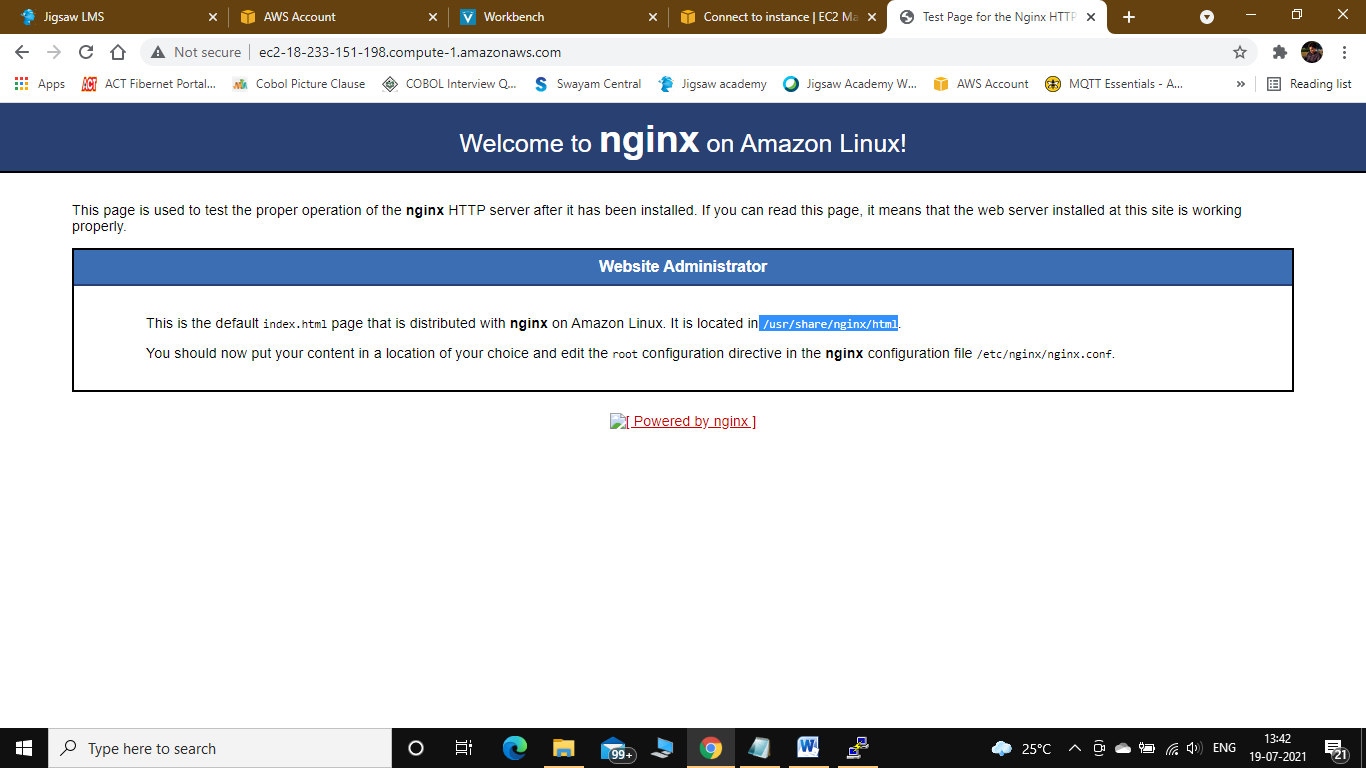 Jigsaw LMS
AWS Account
Workbench
Connect to instance | EC2 Ma
Test Page for the Nginx HTTP
Not secure
ec2-18-233-151-198.compute-1.amazonaws.com
Apps
ACT Fibernet Portal...
Cobol Picture Clause
COBOL Interview Q...
Swayam Central
Jigsaw academy
Jigsaw Academy W...
AWS Account
MQTT Essentials - A...
»
Reading list
Welcome to nginx on Amazon Linux!
This page is used to test the proper operation of the nginx HTTP server after it has been installed. If you can read this page, it means that the web server installed at this site is working
properly.
Website Administrator
This is the default index.html page that is distributed with nginx on Amazon Linux. It is located in /usr/share/nginx/html.
You should now put your content in a location of your choice and edit the root configuration directive in the nginx configuration file /etc/nginx/nginx.conf.
[ Powered by nginx ]
Type here to search
99+
25°C
ENG
13:42
19-07-2021
21